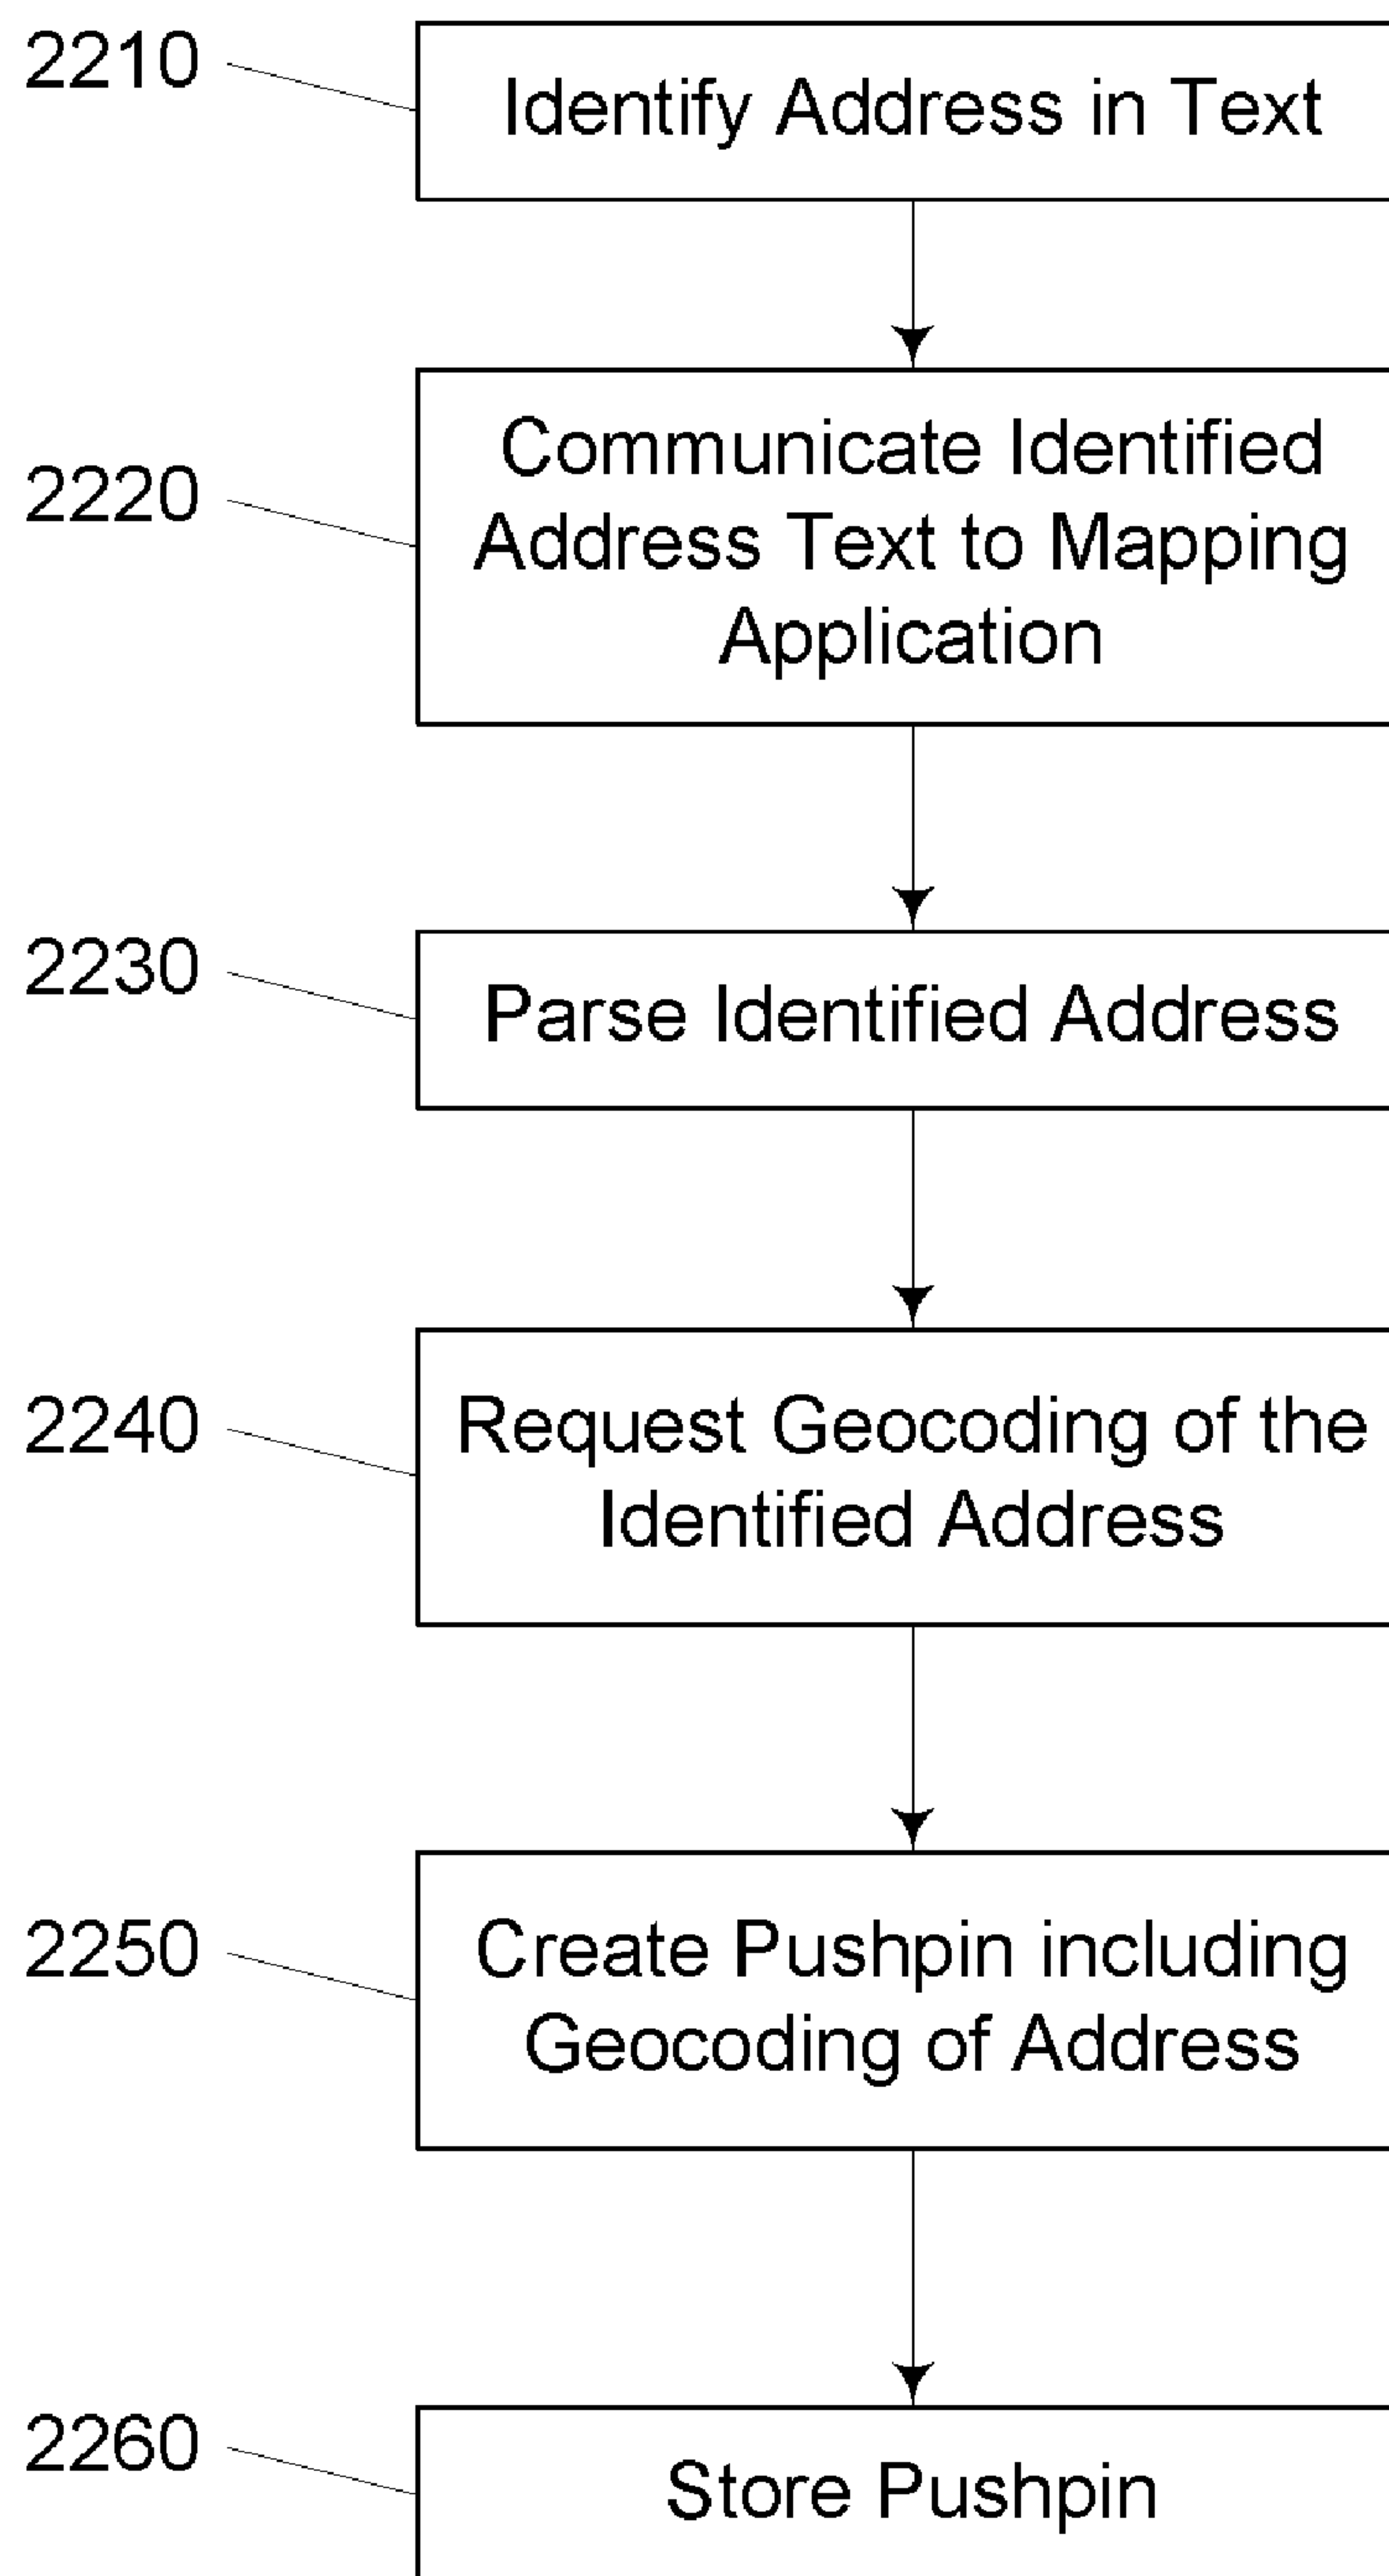 2210
Identify Address in Text
2220
Communicate Identified
Address Text to Mapping
Application
2230
Parse Identified Address
2240
Request Geocoding of the
Identified Address
2250
Create Pushpin including
Geocoding of Address
2260
Store Pushpin